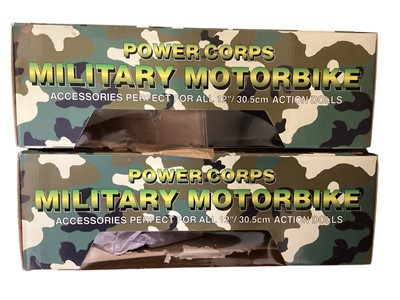 POWER CORPS
MILITARY MOTORBIKE
ACCESSORIES PERFECT FOR ALL 12"/ 30.5cm ACTION DOLLS
POWER CORPS
MILITARY MOTORBIKE
ACCESSORIES PERFECT FOR ALL 12"/ 30.5cm ACTION DOLLS